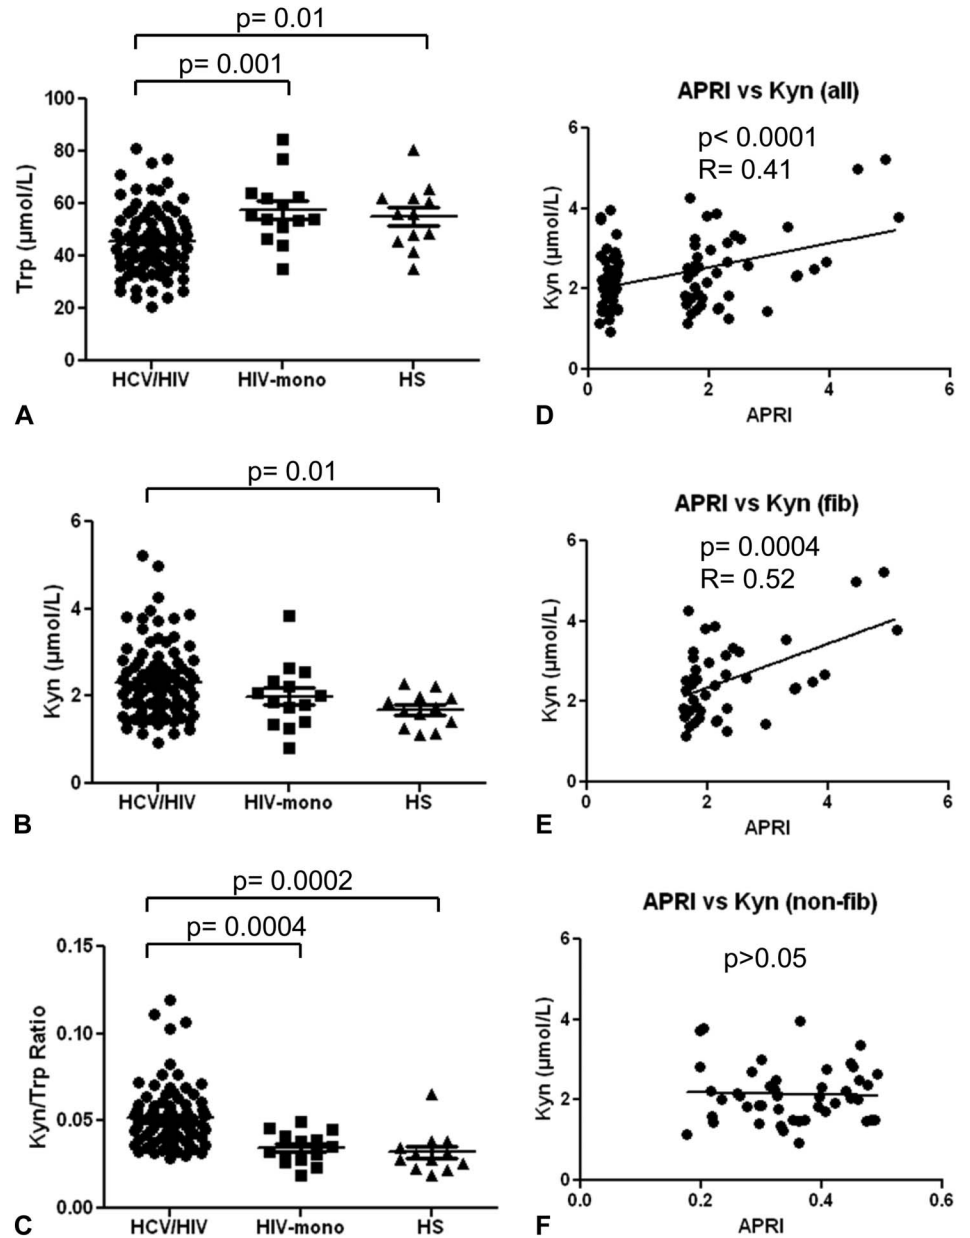 p= 0.01
p= 0.001
Trp (μmol/L)
100
80
60
40
20
0
HCV/HIV
HIV-mono
HS
A
p= 0.01
Kyn (μmol/L)
6
4
2
0
HCV/HIV
HIV-mono
HS
B
p= 0.0002
p= 0.0004
Kyn/Trp Ratio
0.15
0.10
0.05
0.00
HCV/HIV
HIV-mono
HS
C
APRI vs Kyn (all)
p< 0.0001
R= 0.41
Kyn (μmol/L)
6
4
2
0
0
2
4
6
APRI
D
APRI vs Kyn (fib)
p= 0.0004
R= 0.52
Kyn (μmol/L)
6
4
2
0
0
2
4
6
APRI
E
APRI vs Kyn (non-fib)
p>0.05
Kyn (μmol/L)
6
4
2
0
0.0
0.2
0.4
0.6
APRI
F